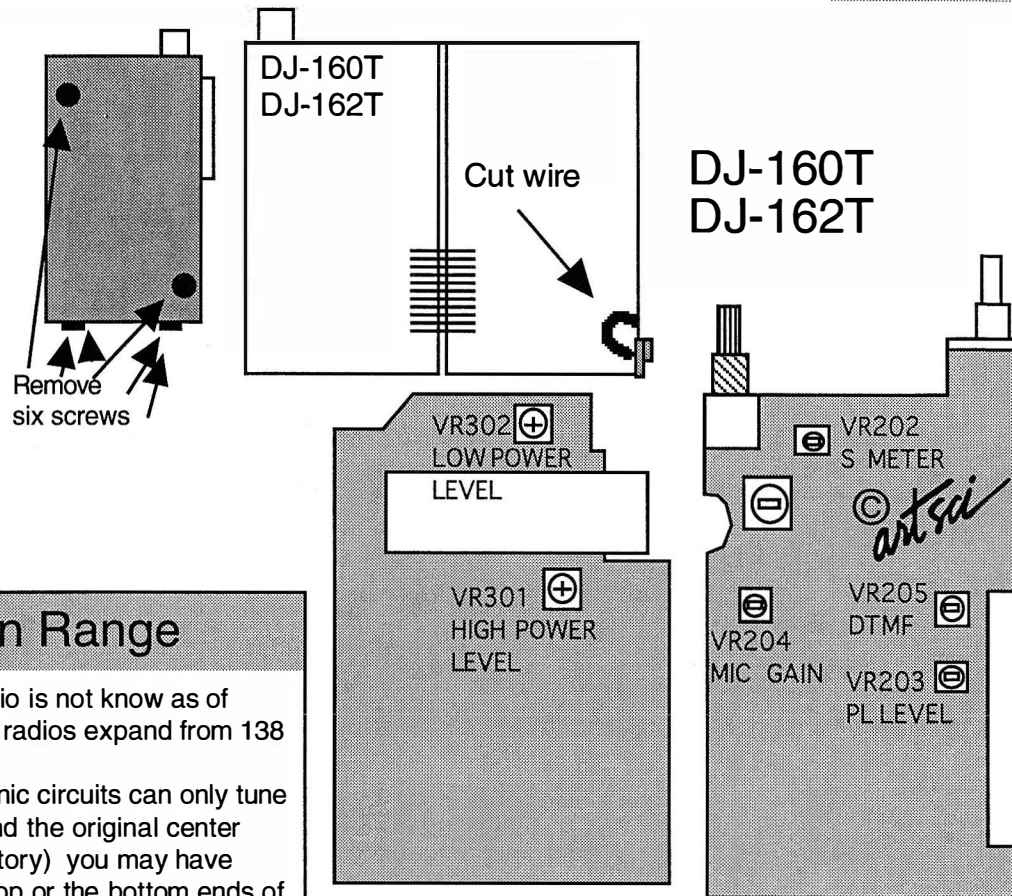 DJ-160T
DJ-162T
Cut wire
DJ-160T
DJ-162T
Remove
six screws
VR302
LOW POWER
LEVEL
VR301
HIGH POWER
LEVEL
VR202
S METER
© artsci
VR205
DTMF
VR204
MIC GAIN
VR203
PL LEVEL
n Range
io is not know as of
radios expand from 138
nic circuits can only tune
nd the original center
tory) you may have
op or the bottom ends of